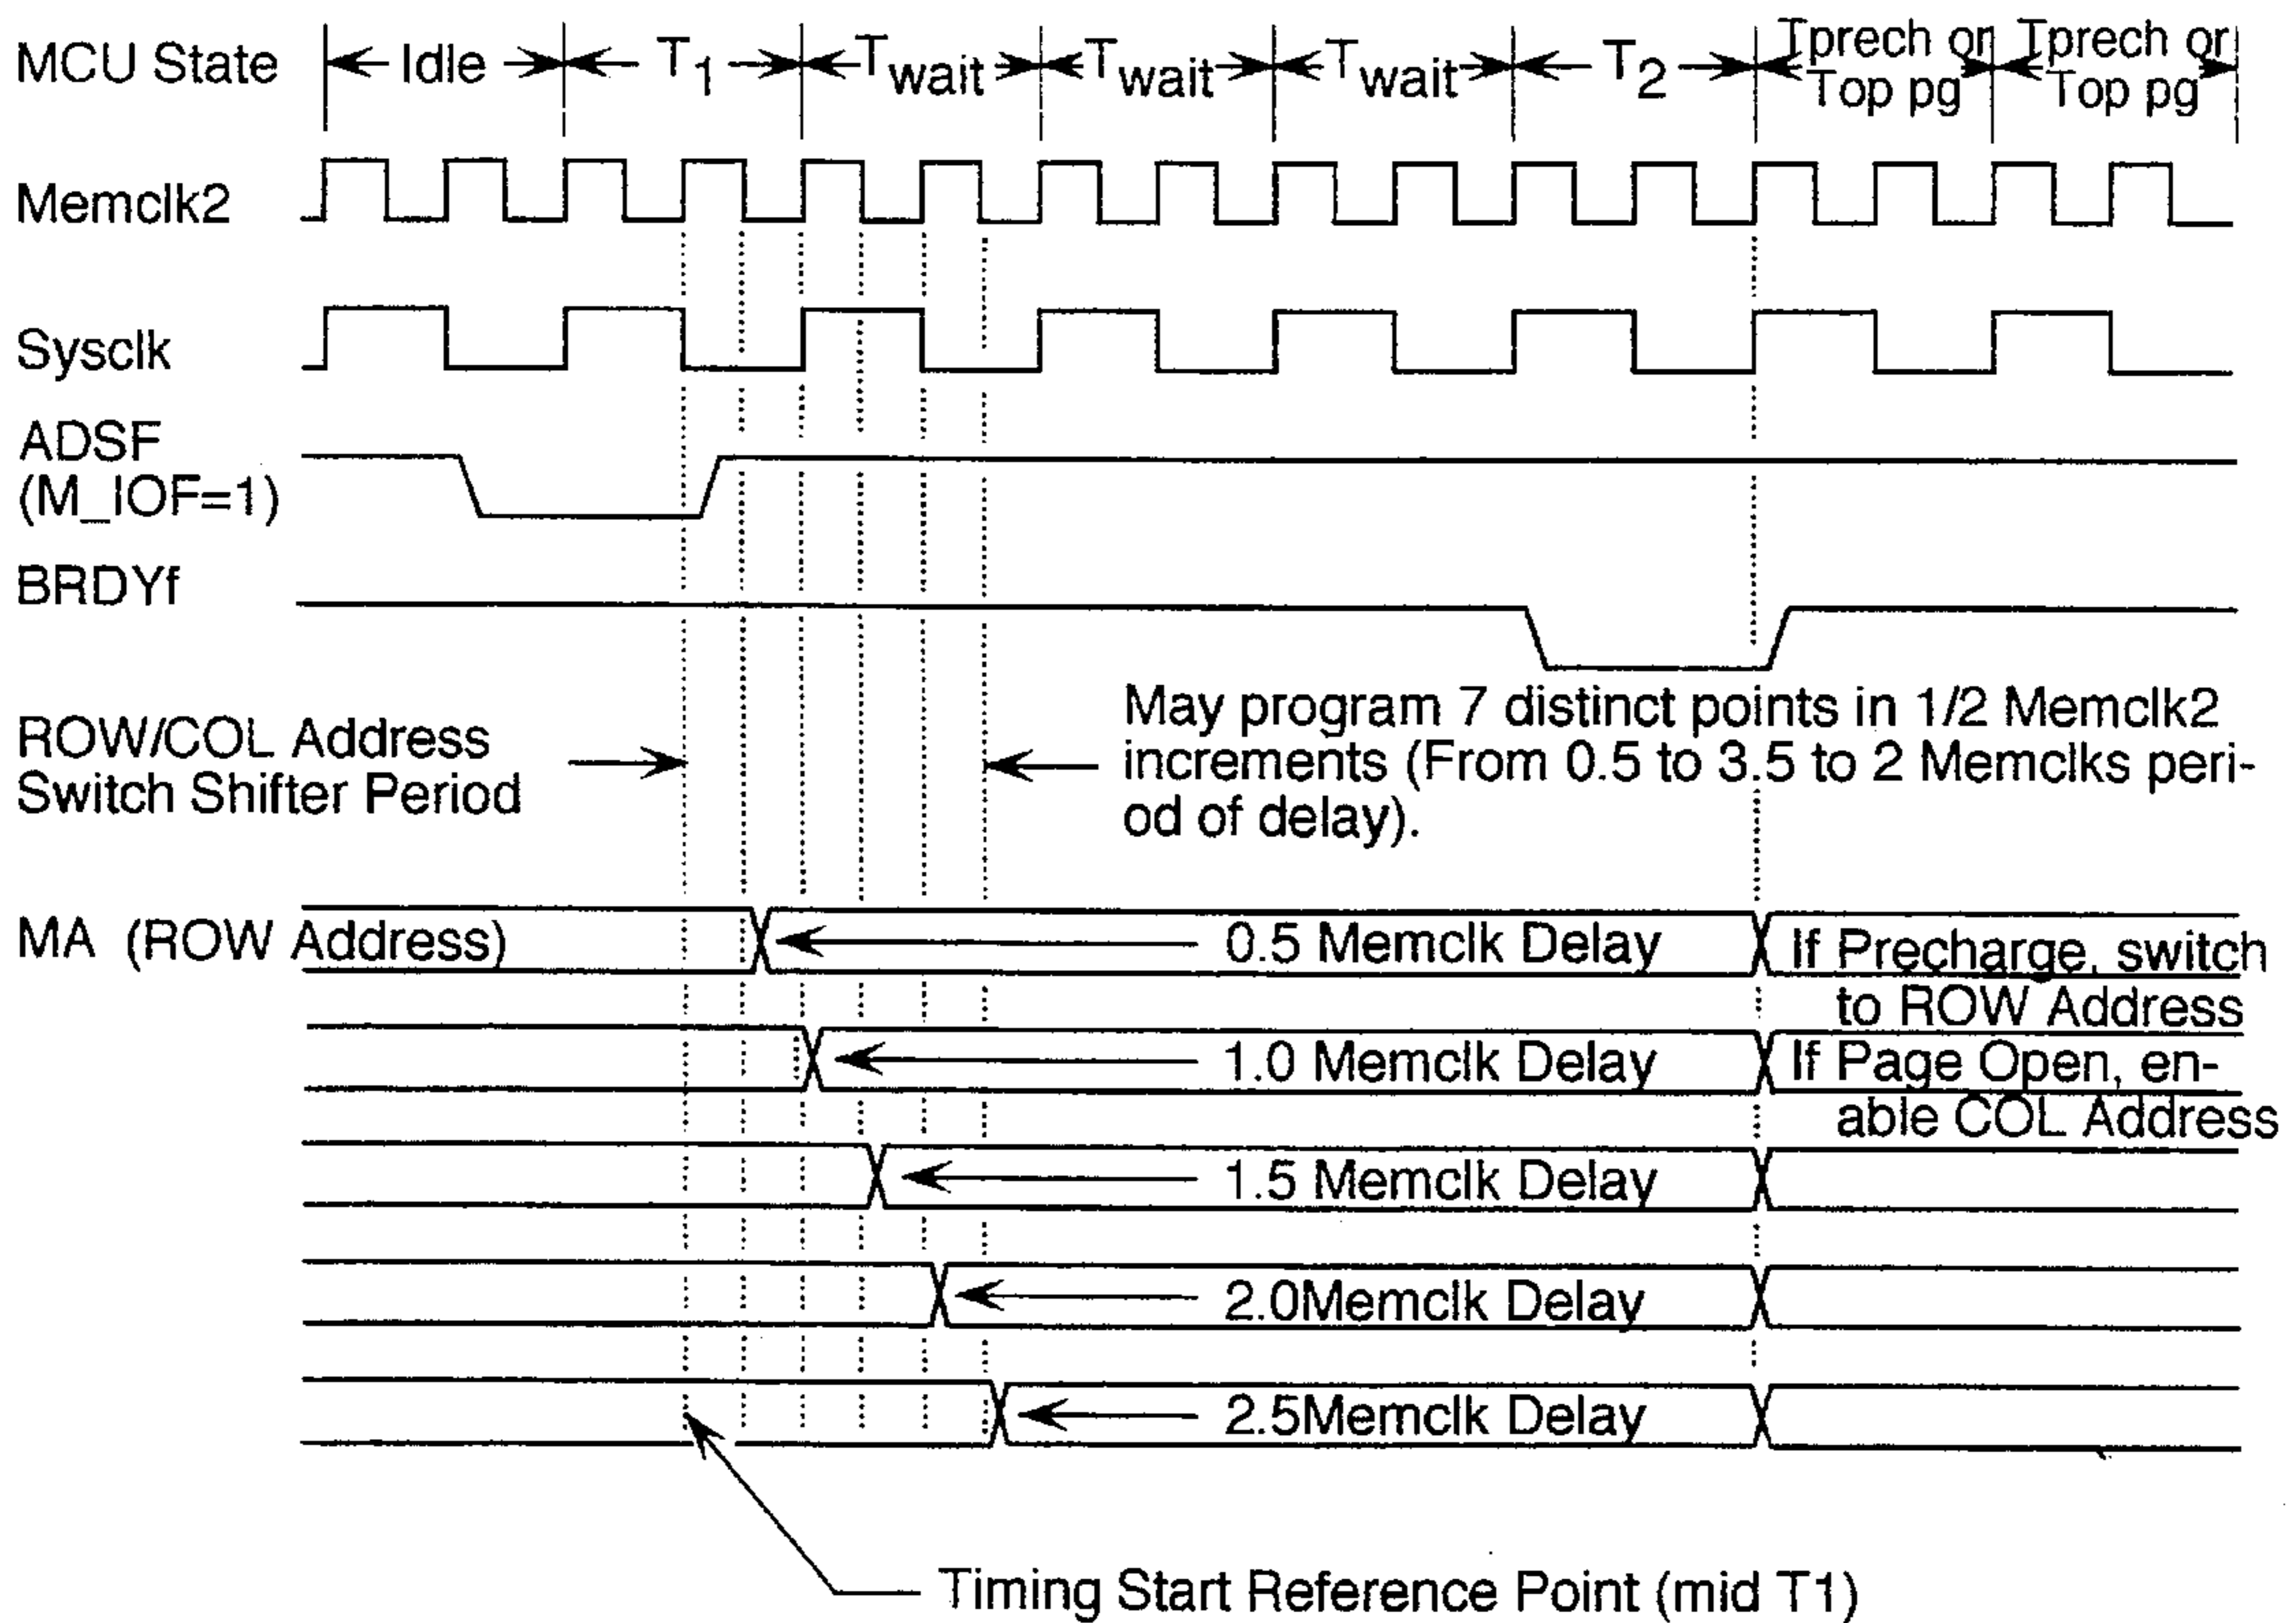 MCU State Idle T1 Twait Twait Twait T2 Tprech or Top pg Tprech or Top pg
Memclk2
Sysclk
ADSF
(M_IOF=1)
BRDYf
ROW/COL Address
Switch Shifter Period
May program 7 distinct points in 1/2 Memclk2
increments (From 0.5 to 3.5 to 2 Memclks peri-
od of delay).
MA (ROW Address)
0.5 Memclk Delay
If Precharge, switch
to ROW Address
1.0 Memclk Delay
If Page Open, en-
able COL Address
1.5 Memclk Delay
2.0Memclk Delay
2.5Memclk Delay
Timing Start Reference Point (mid T1)